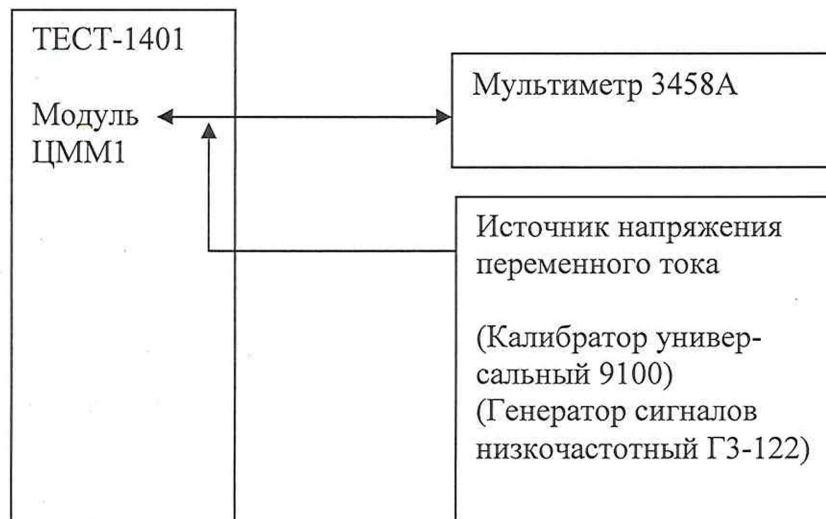 ТЕСТ-1401
Модуль
ЦММ1
Мультиметр 3458А
Источник напряжения
переменного тока
(Калибратор универ-
сальный 9100)
(Генератор сигналов
низкочастотный Г3-122)